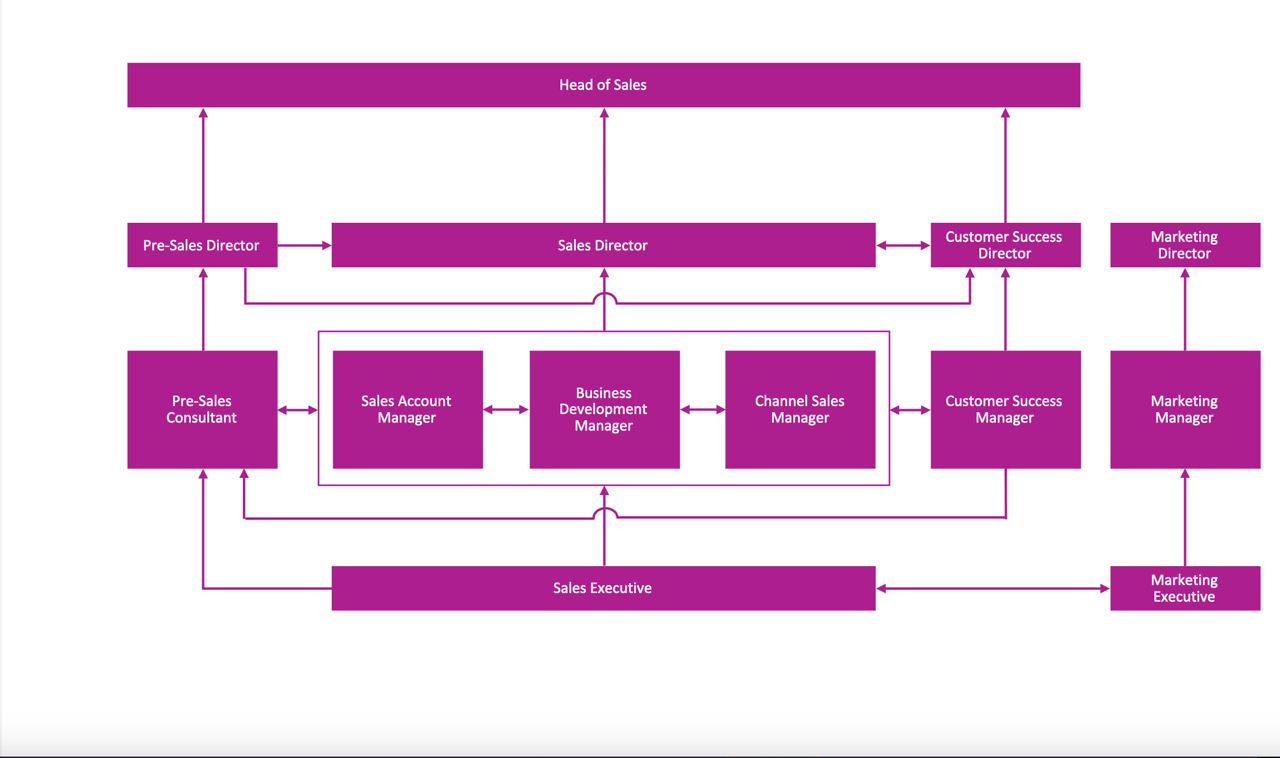 Head of Sales
Pre-Sales Director
Sales Director
Customer Success
Director
Marketing
Director
Pre-Sales
Consultant
Sales Account
Manager
Business
Development
Manager
Channel Sales
Manager
Customer Success
Manager
Marketing
Manager
Sales Executive
Marketing
Executive